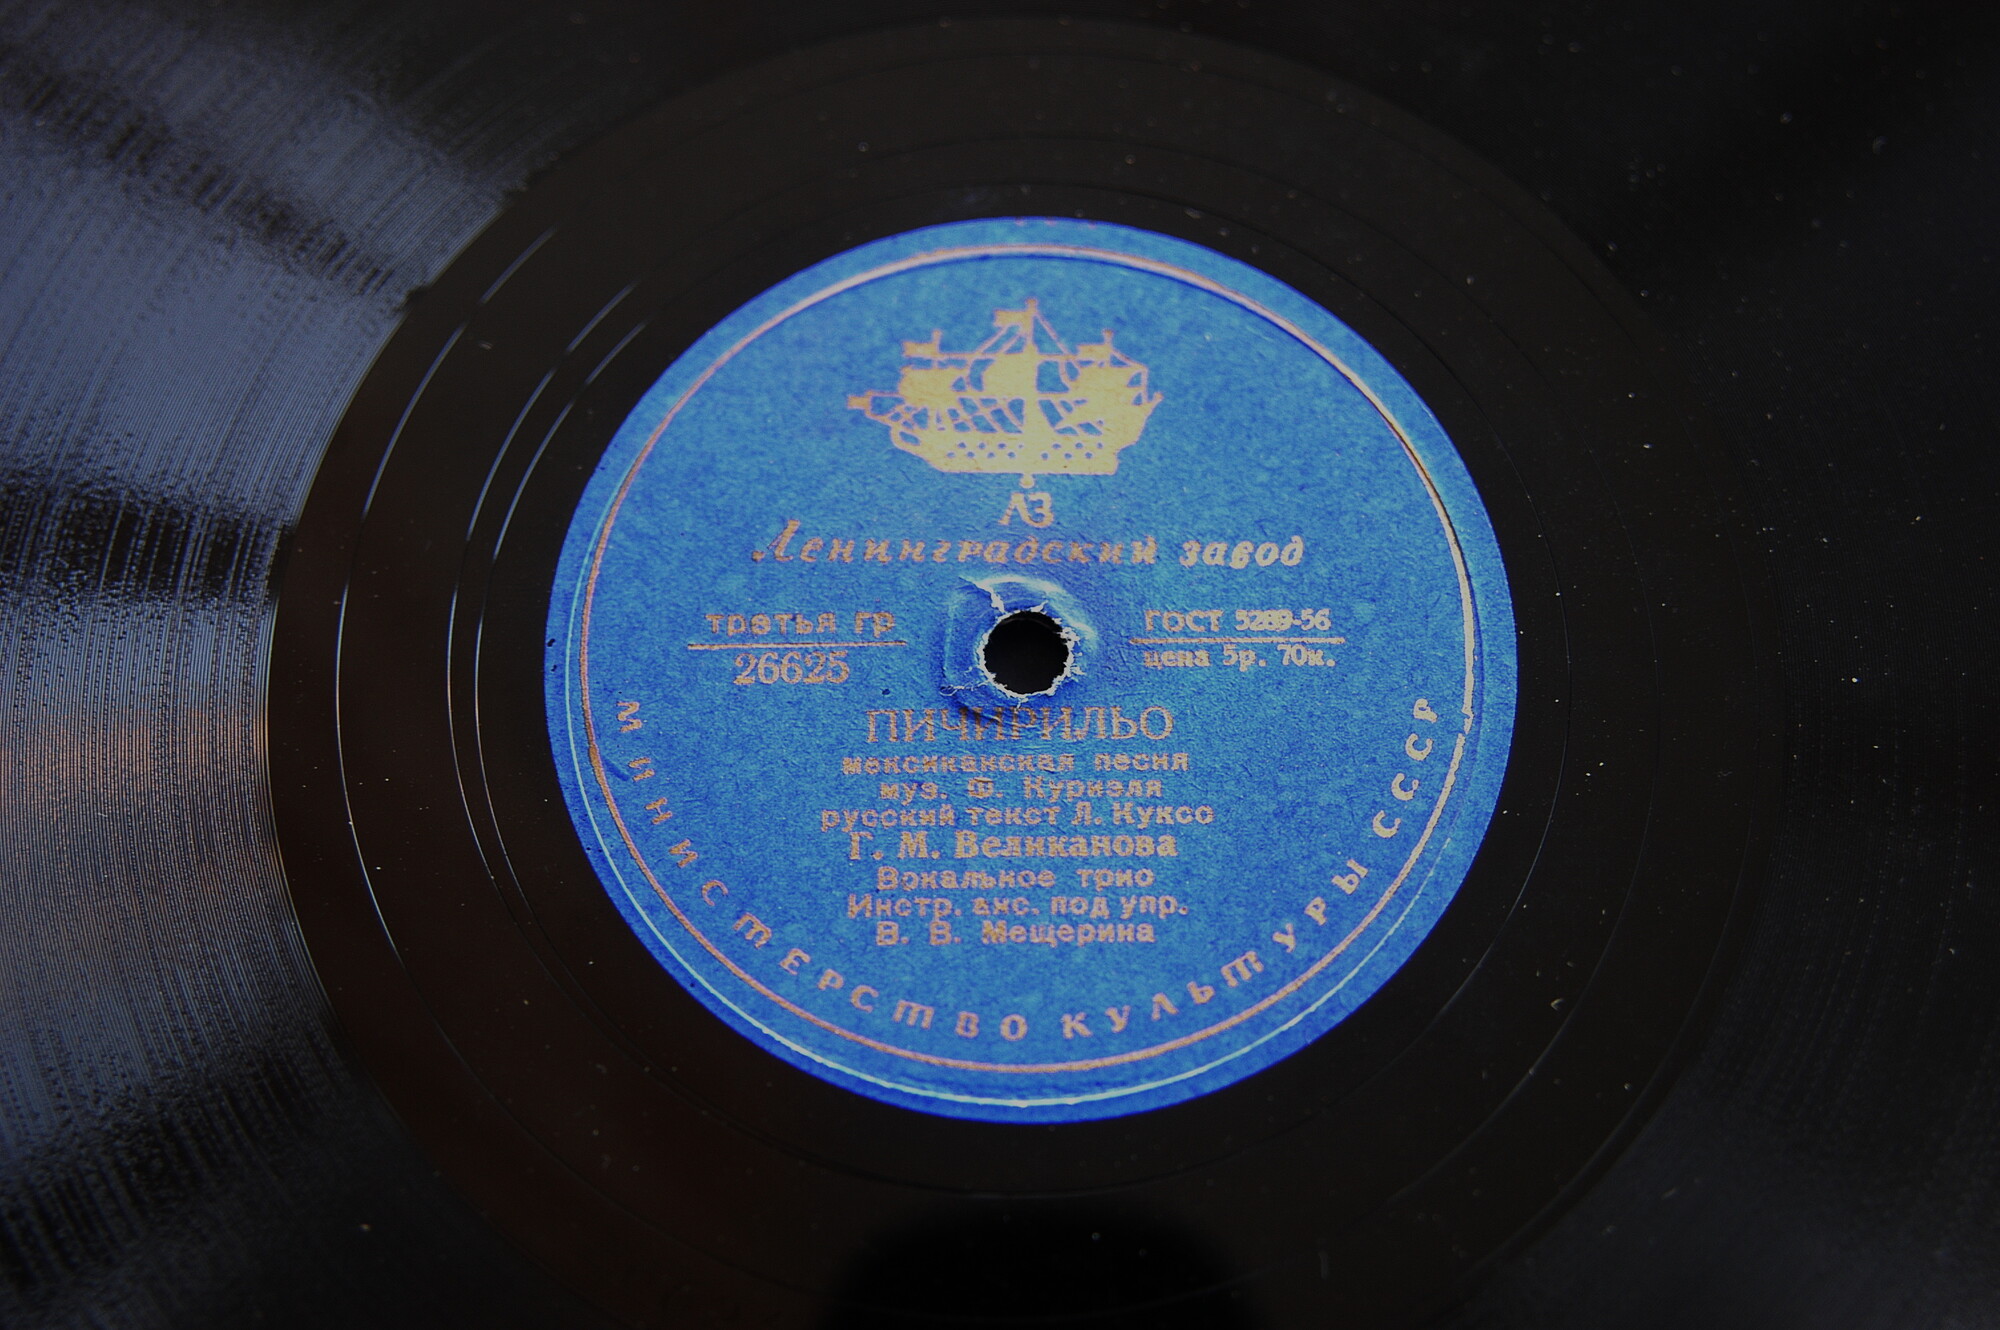 ЛЗ
Ленинградский завод
третья гр
26625
ГОСТ 5289-56
цена 5р. 70к.
ПИЧИРИЛЬО
мексиканская песня
муз. Ф. Куриэля
русский текст Л. Куксо
Г. М. Великанова
Вокальное трио
Инстр. анс. под упр.
В. В. Мещерина
МИНИСТЕРСТВО КУЛЬТУРЫ СССР